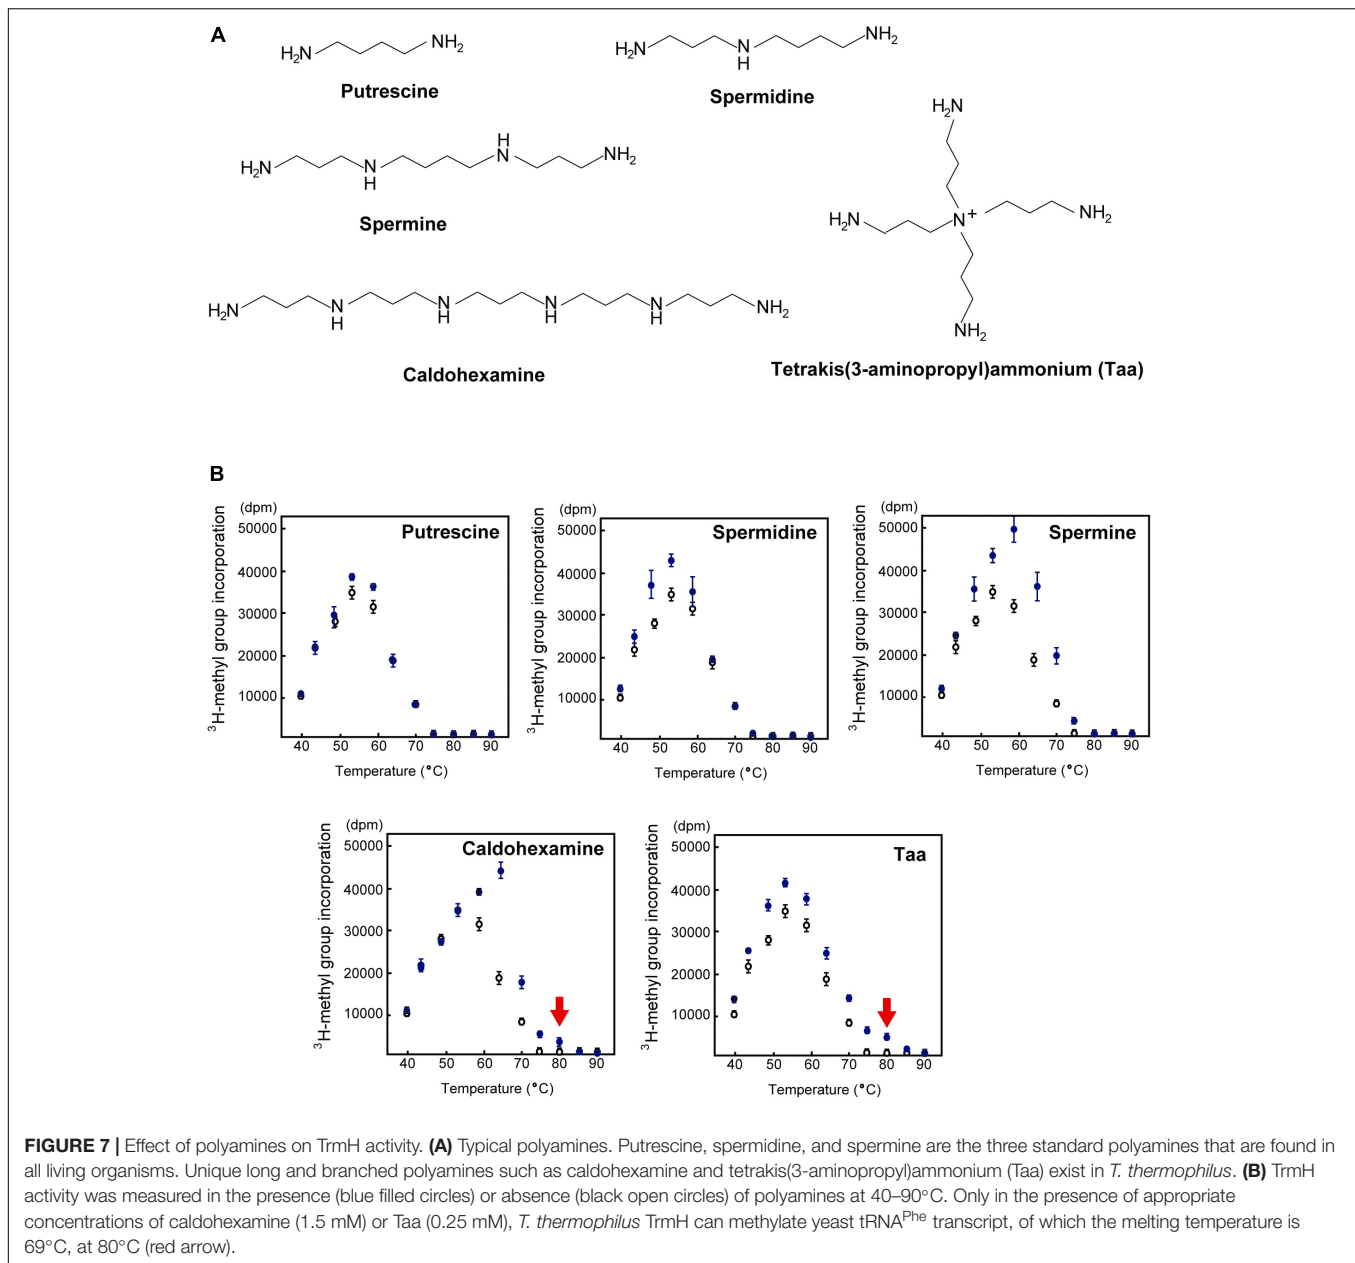 A
H2N
NH2
Putrescine
H2N
N
H
NH2
Spermidine
H2N
N
H
H
N
NH2
Spermine
H2N
NH2
H2N
N+
NH2
Tetrakis(3-aminopropyl)ammonium (Taa)
H2N
N
H
N
H
N
H
N
H
NH2
Caldohexamine
B
(dpm)
50000
40000
30000
20000
10000
3H-methyl group incorporation
Putrescine
40 50 60 70 80 90
Temperature (°C)
(dpm)
50000
40000
30000
20000
10000
3H-methyl group incorporation
Spermidine
40 50 60 70 80 90
Temperature (°C)
(dpm)
50000
40000
30000
20000
10000
3H-methyl group incorporation
Spermine
40 50 60 70 80 90
Temperature (°C)
(dpm)
50000
40000
30000
20000
10000
3H-methyl group incorporation
Caldohexamine
40 50 60 70 80 90
Temperature (°C)
(dpm)
50000
40000
30000
20000
10000
3H-methyl group incorporation
Taa
40 50 60 70 80 90
Temperature (°C)
FIGURE 7 | Effect of polyamines on TrmH activity. (A) Typical polyamines. Putrescine, spermidine, and spermine are the three standard polyamines that are found in
all living organisms. Unique long and branched polyamines such as caldohexamine and tetrakis(3-aminopropyl)ammonium (Taa) exist in T. thermophilus. (B) TrmH
activity was measured in the presence (blue filled circles) or absence (black open circles) of polyamines at 40–90°C. Only in the presence of appropriate
concentrations of caldohexamine (1.5 mM) or Taa (0.25 mM), T. thermophilus TrmH can methylate yeast tRNAPhe transcript, of which the melting temperature is
69°C, at 80°C (red arrow).